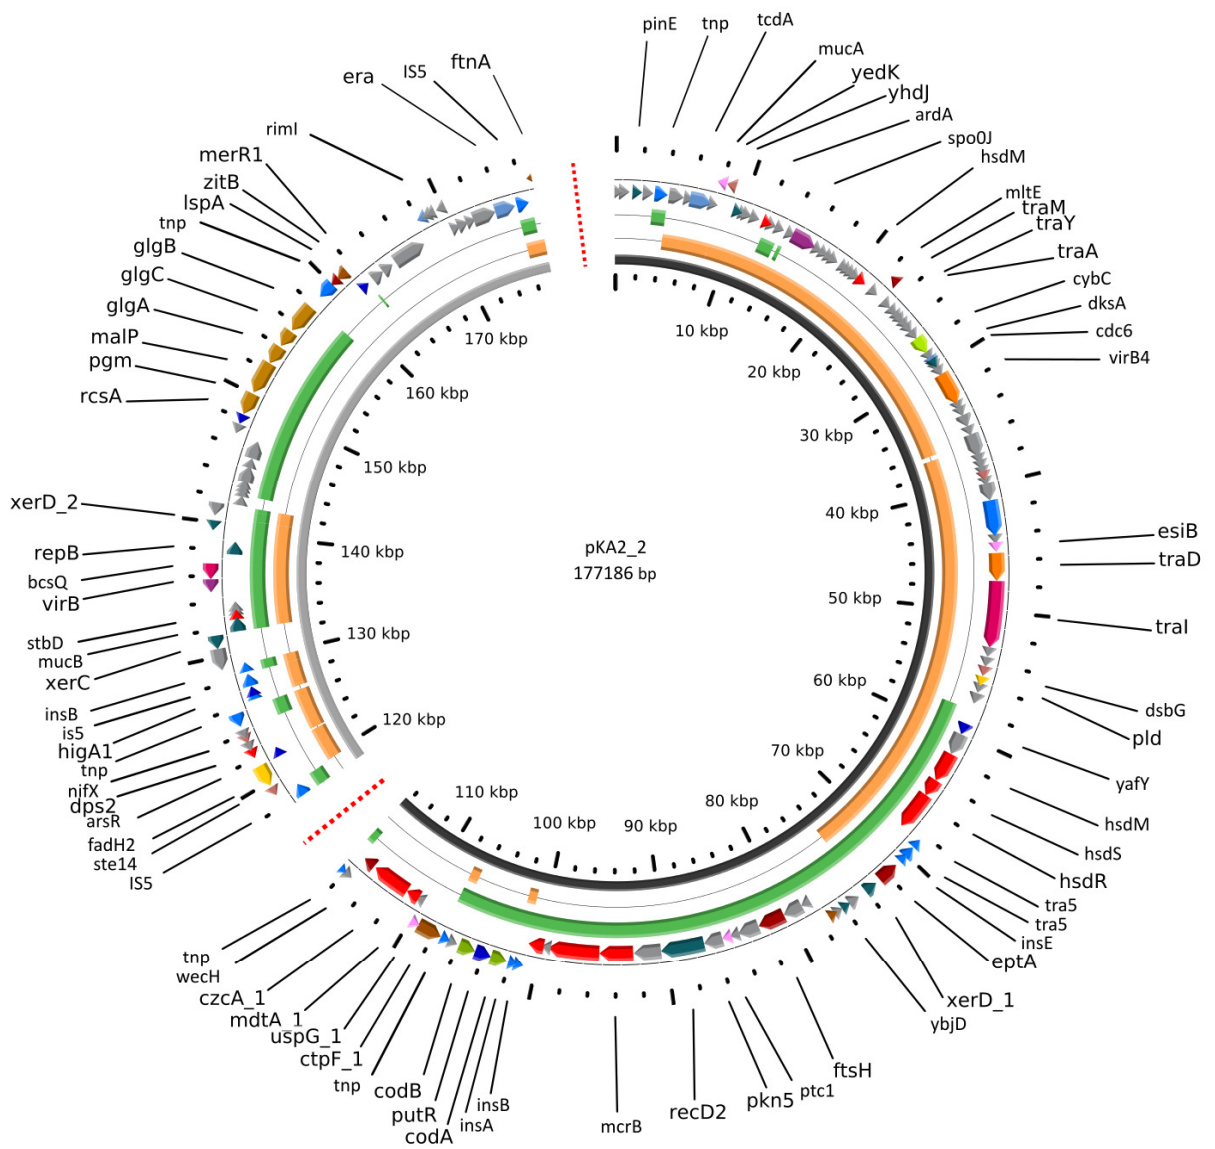 pinE
tnp
tcdA
mucA
yedK
yhdJ
ardA
spo0J
hsdM
mltE
traM
traY
traA
cybC
dksA
cdc6
virB4
esiB
traD
traI
dsbG
pld
yafY
hsdM
hsdS
hsdR
tra5
tra5
insE
eptA
xerD_1
ybjD
ftsH
ptc1
pkn5
recD2
mcrB
insB
insA
codA
putR
codB
tnp
ctpF_1
uspG_1
mdtA_1
czcA_1
wecH
tnp
IS5
ste14
fadH2
arsR
dps2
nifX
tnp
higA1
is5
insB
xerC
mucB
stbD
virB
bcsQ
repB
xerD_2
rcsA
pgm
malP
glgA
glgC
glgB
tnp
lspA
zitB
merR1
rimI
era
IS5
ftnA
10 kbp
20 kbp
30 kbp
40 kbp
50 kbp
60 kbp
70 kbp
80 kbp
90 kbp
100 kbp
110 kbp
120 kbp
130 kbp
140 kbp
150 kbp
160 kbp
170 kbp
pKA2_2
177186 bp